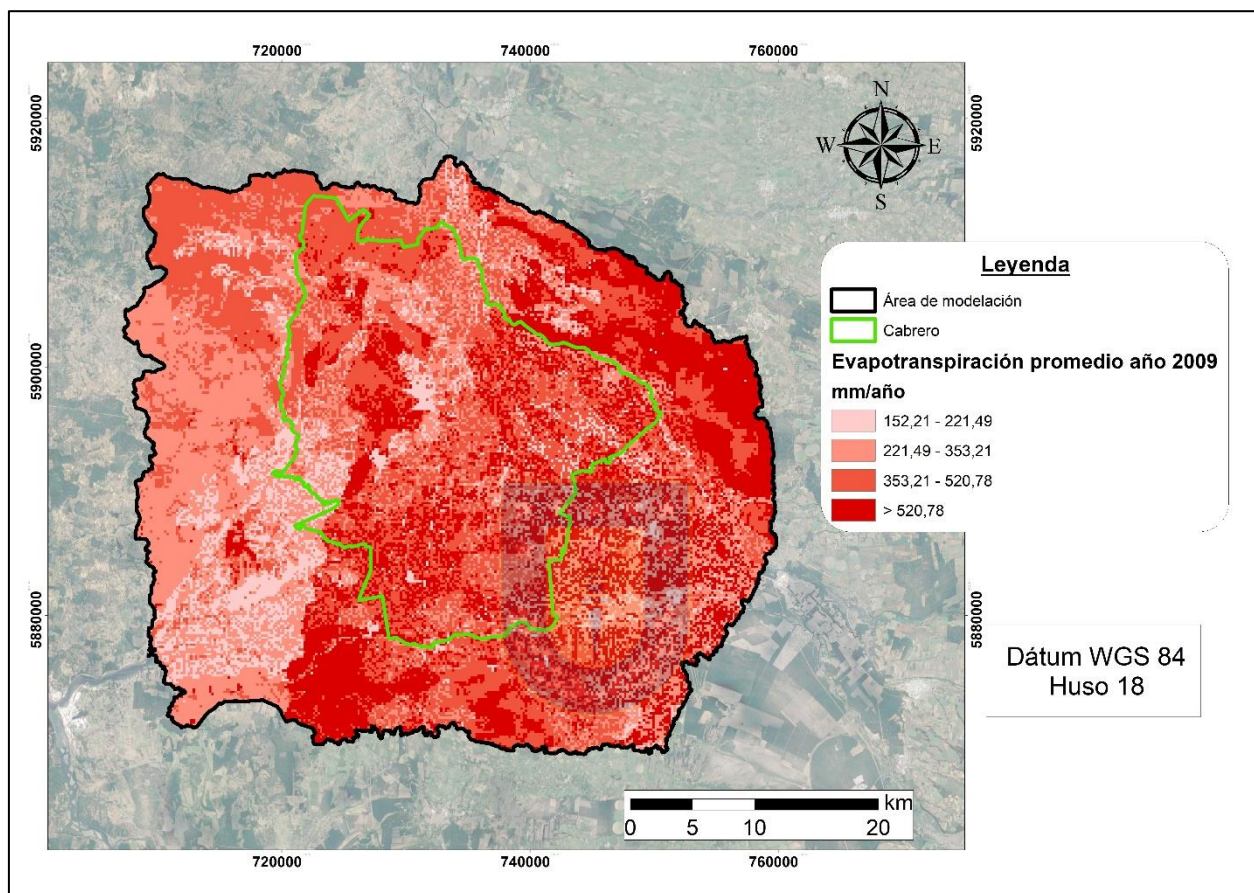 720000
740000
760000
5920000
5920000
N
W
E
S
Leyenda
Área de modelación
Cabrero
Evapotranspiración promedio año 2009
mm/año
152,21 - 221,49
221,49 - 353,21
353,21 - 520,78
> 520,78
5900000
5880000
5880000
Dátum WGS 84
Huso 18
km
0 5 10 20
720000
740000
760000